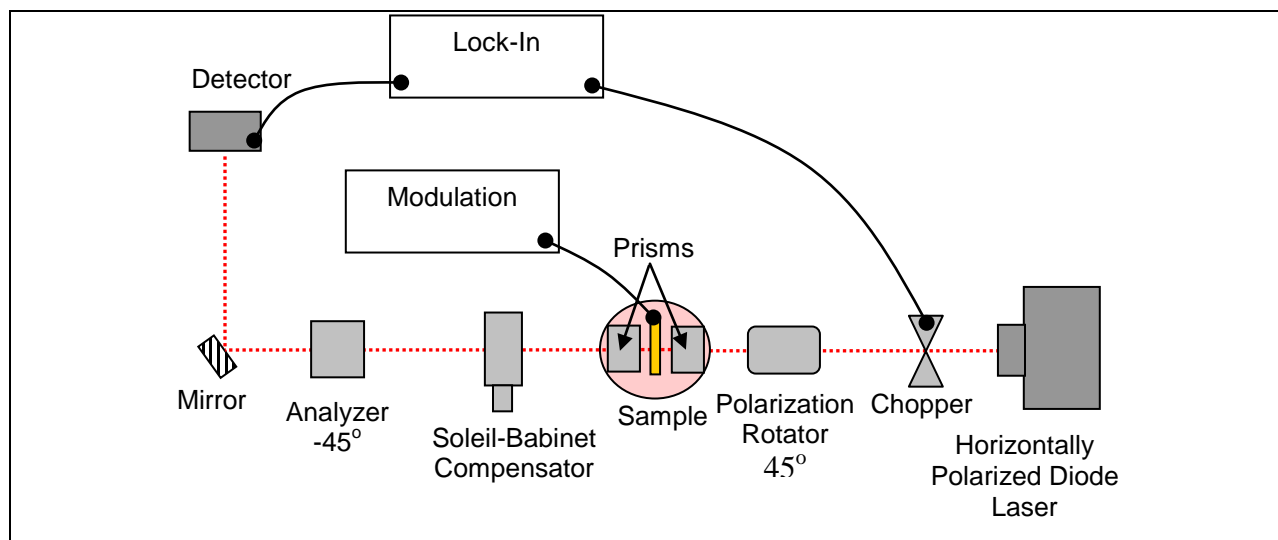 Lock-In
Detector
Modulation
Prisms
Mirror
Analyzer
-45°
Soleil-Babinet
Compensator
Sample
Polarization
Rotator
45°
Chopper
Horizontally
Polarized Diode
Laser